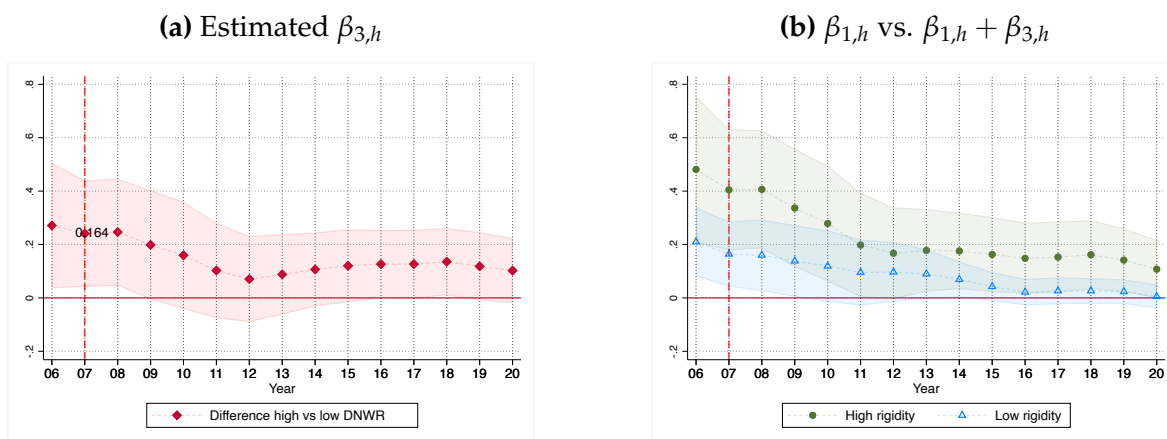 (a) Estimated β3,h
.8
.6
.4
.2
0
-.2
0.164
06 07 08 09 10 11 12 13 14 15 16 17 18 19 20
Year
Difference high vs low DNWR
(b) β1,h vs. β1,h + β3,h
.8
.6
.4
.2
0
-.2
06 07 08 09 10 11 12 13 14 15 16 17 18 19 20
Year
High rigidity Low rigidity